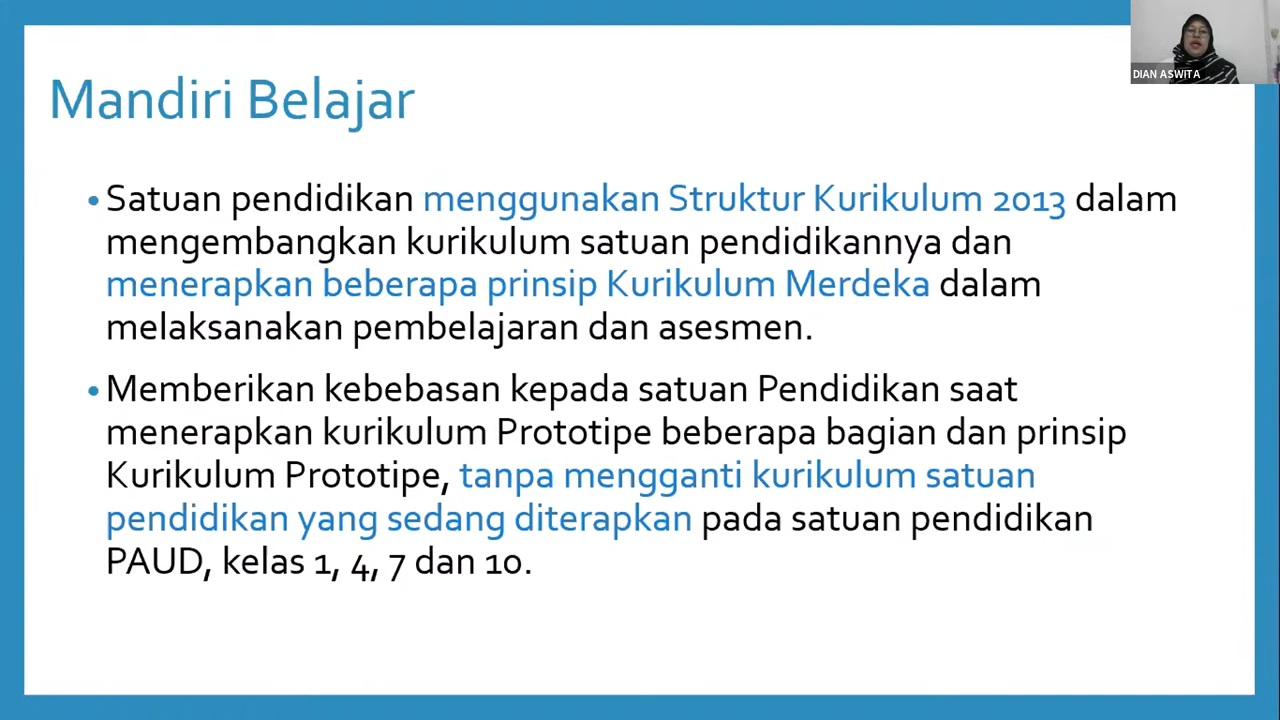 Mandiri Belajar
DIAN ASWITA
• Satuan pendidikan menggunakan Struktur Kurikulum 2013 dalam
mengembangkan kurikulum satuan pendidikannya dan
menerapkan beberapa prinsip Kurikulum Merdeka dalam
melaksanakan pembelajaran dan asesmen.
• Memberikan kebebasan kepada satuan Pendidikan saat
menerapkan kurikulum Prototipe beberapa bagian dan prinsip
Kurikulum Prototipe, tanpa mengganti kurikulum satuan
pendidikan yang sedang diterapkan pada satuan pendidikan
PAUD, kelas 1, 4, 7 dan 10.